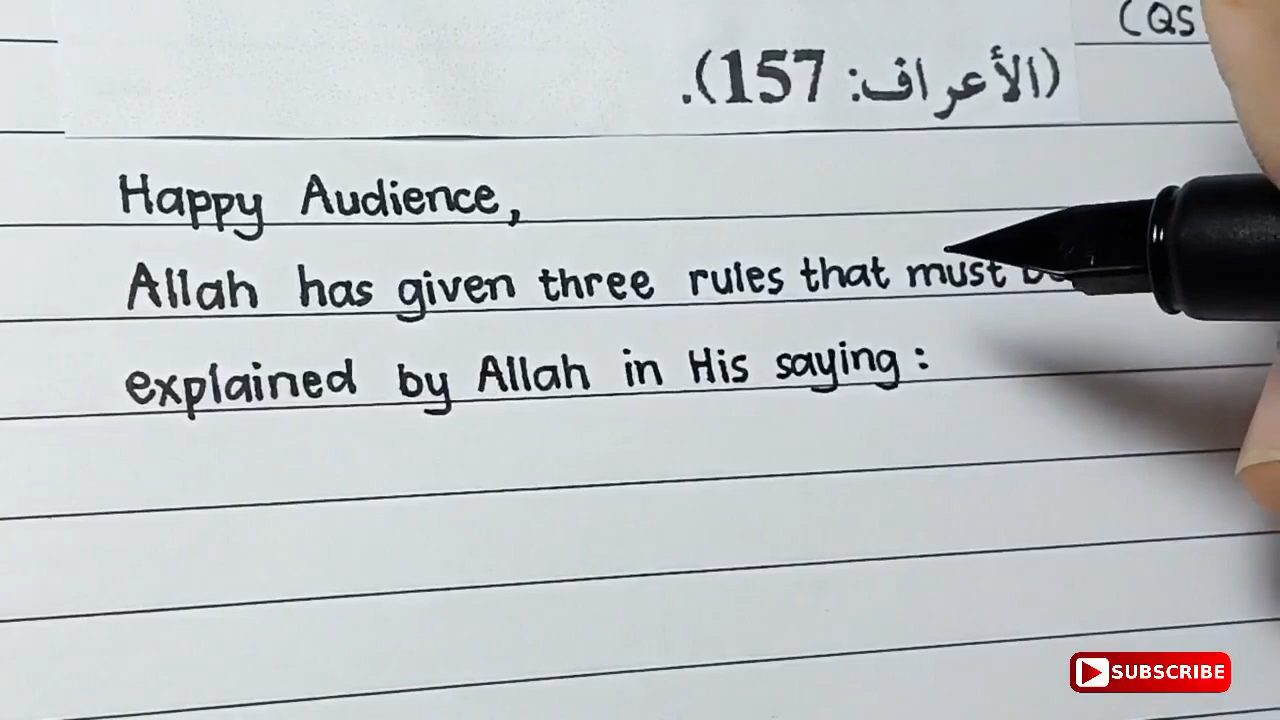 (QS
(الأعراف: 157).
Happy Audience,
Allah has given three rules that must
explained by Allah in His saying :
SUBSCRIBE